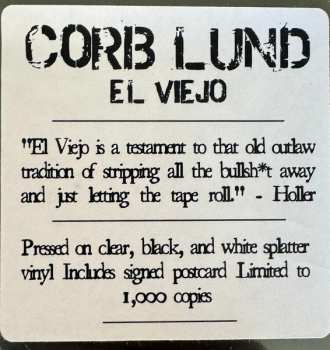 CORB LUND
EL VIEJO
"El Viejo is a testament to that old outlaw
tradition of stripping all the bullsh*t away
and just letting the tape roll." - Holler
Pressed on clear, black, and white splatter
vinyl Includes signed postcard Limited to
1,000 copies